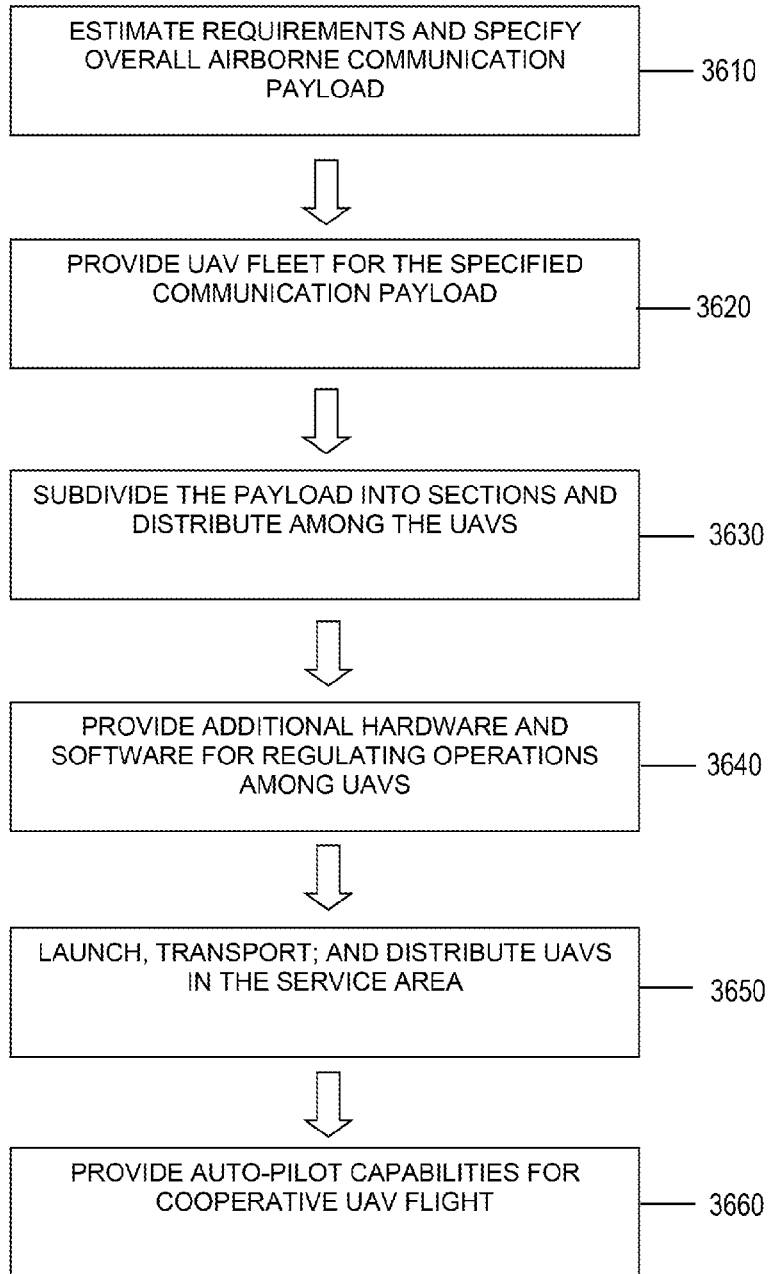 ESTIMATE REQUIREMENTS AND SPECIFY
OVERALL AIRBORNE COMMUNICATION
PAYLOAD
3610
PROVIDE UAV FLEET FOR THE SPECIFIED
COMMUNICATION PAYLOAD
3620
SUBDIVIDE THE PAYLOAD INTO SECTIONS AND
DISTRIBUTE AMONG THE UAVS
3630
PROVIDE ADDITIONAL HARDWARE AND
SOFTWARE FOR REGULATING OPERATIONS
AMONG UAVS
3640
LAUNCH, TRANSPORT; AND DISTRIBUTE UAVS
IN THE SERVICE AREA
3650
PROVIDE AUTO-PILOT CAPABILITIES FOR
COOPERATIVE UAV FLIGHT
3660